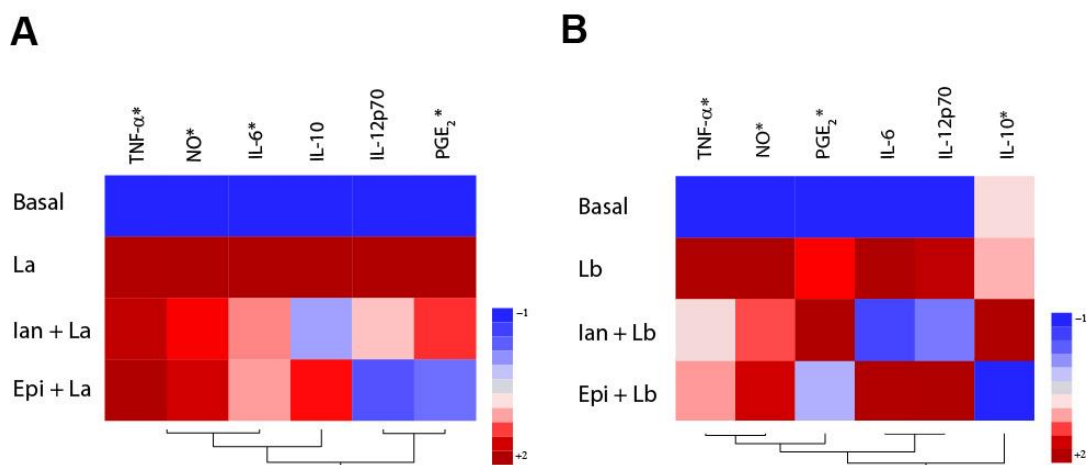 A
B
TNF-α*
NO*
IL-6*
IL-10
IL-12p70
PGE₂*
TNF-α*
NO*
PGE₂*
IL-6
IL-12p70
IL-10*
Basal
La
Ian + La
Epi + La
−1
+2
Basal
Lb
Ian + Lb
Epi + Lb
−1
+2